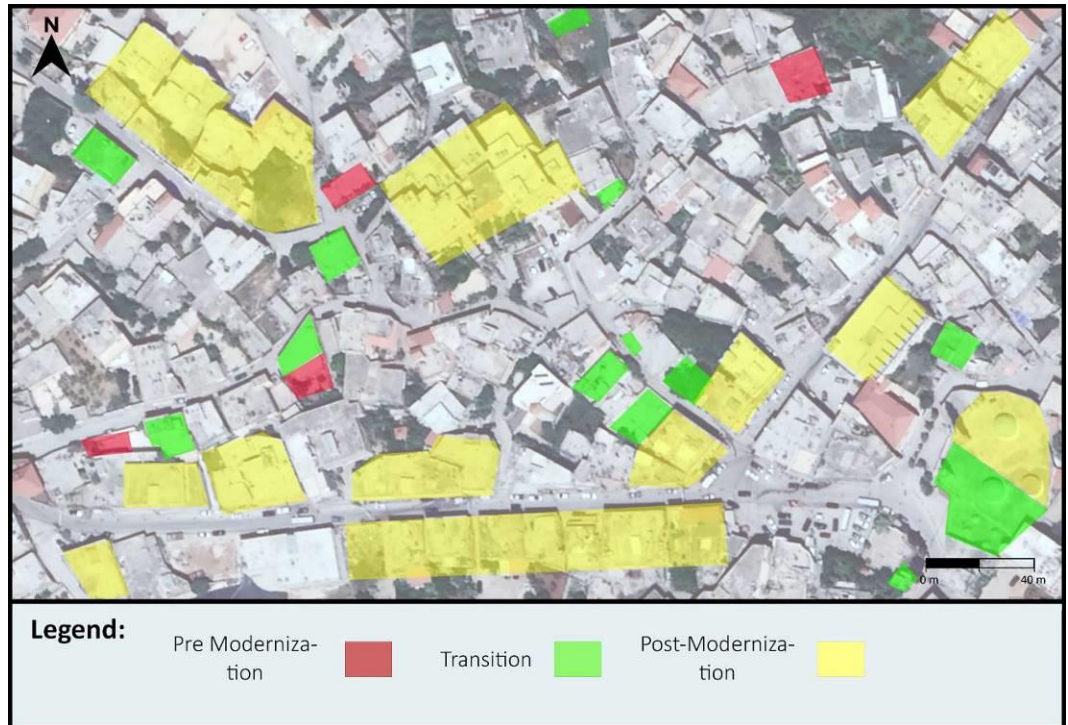 N
0 m
40 m
Legend:
Pre Moderniza-
tion
Transition
Post-Moderniza-
tion